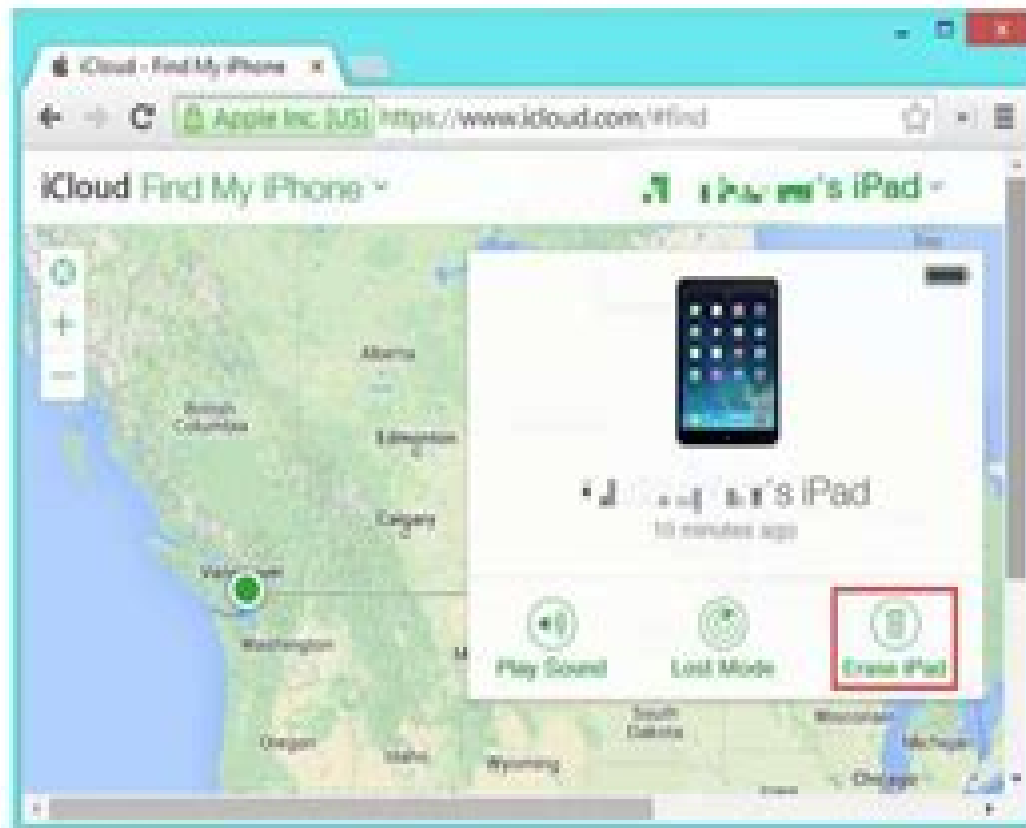 iCloud - Find My iPhone
Apple Inc. [US] https://www.icloud.com/#find
iCloud Find My iPhone
's iPad
Alberta
British
Columbia
Edmonton
Calgary
's iPad
10 minutes ago
Vancouver
Washington
Play Sound
Lost Mode
Erase iPad
South
Dakota
Wisconsin
Michigan
Oregon
Idaho
Wyoming
Chicago